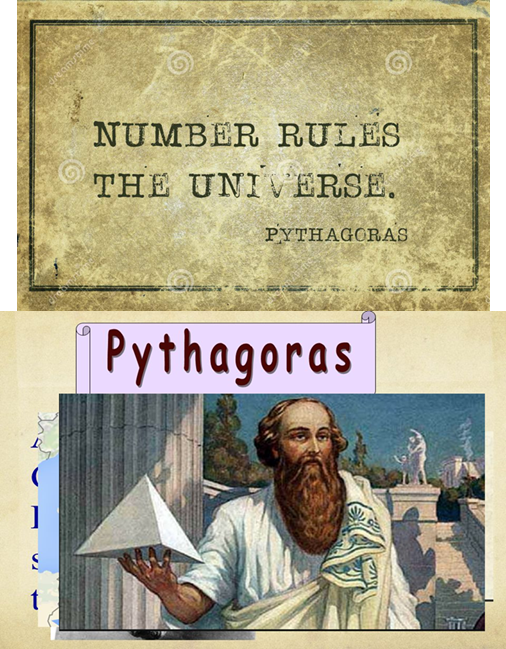 NUMBER RULES
THE UNIVERSE.
PYTHAGORAS
Pythagoras